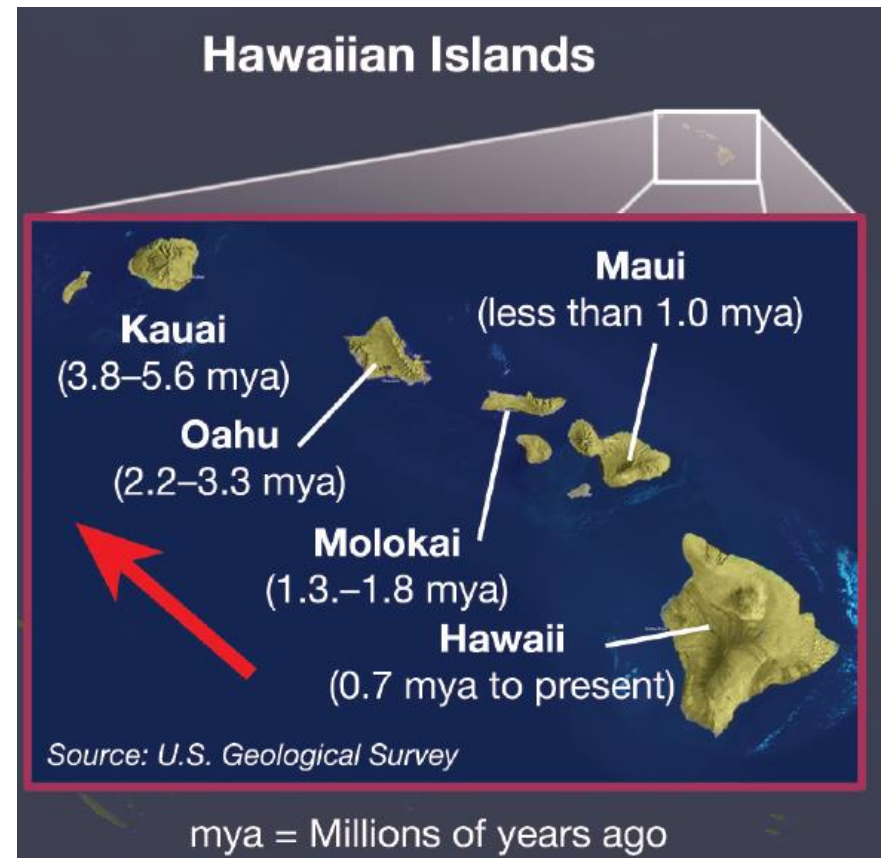 Hawaiian Islands
Maui
(less than 1.0 mya)
Kauai
(3.8–5.6 mya)
Oahu
(2.2–3.3 mya)
Molokai
(1.3.–1.8 mya)
Hawaii
(0.7 mya to present)
Source: U.S. Geological Survey
mya = Millions of years ago